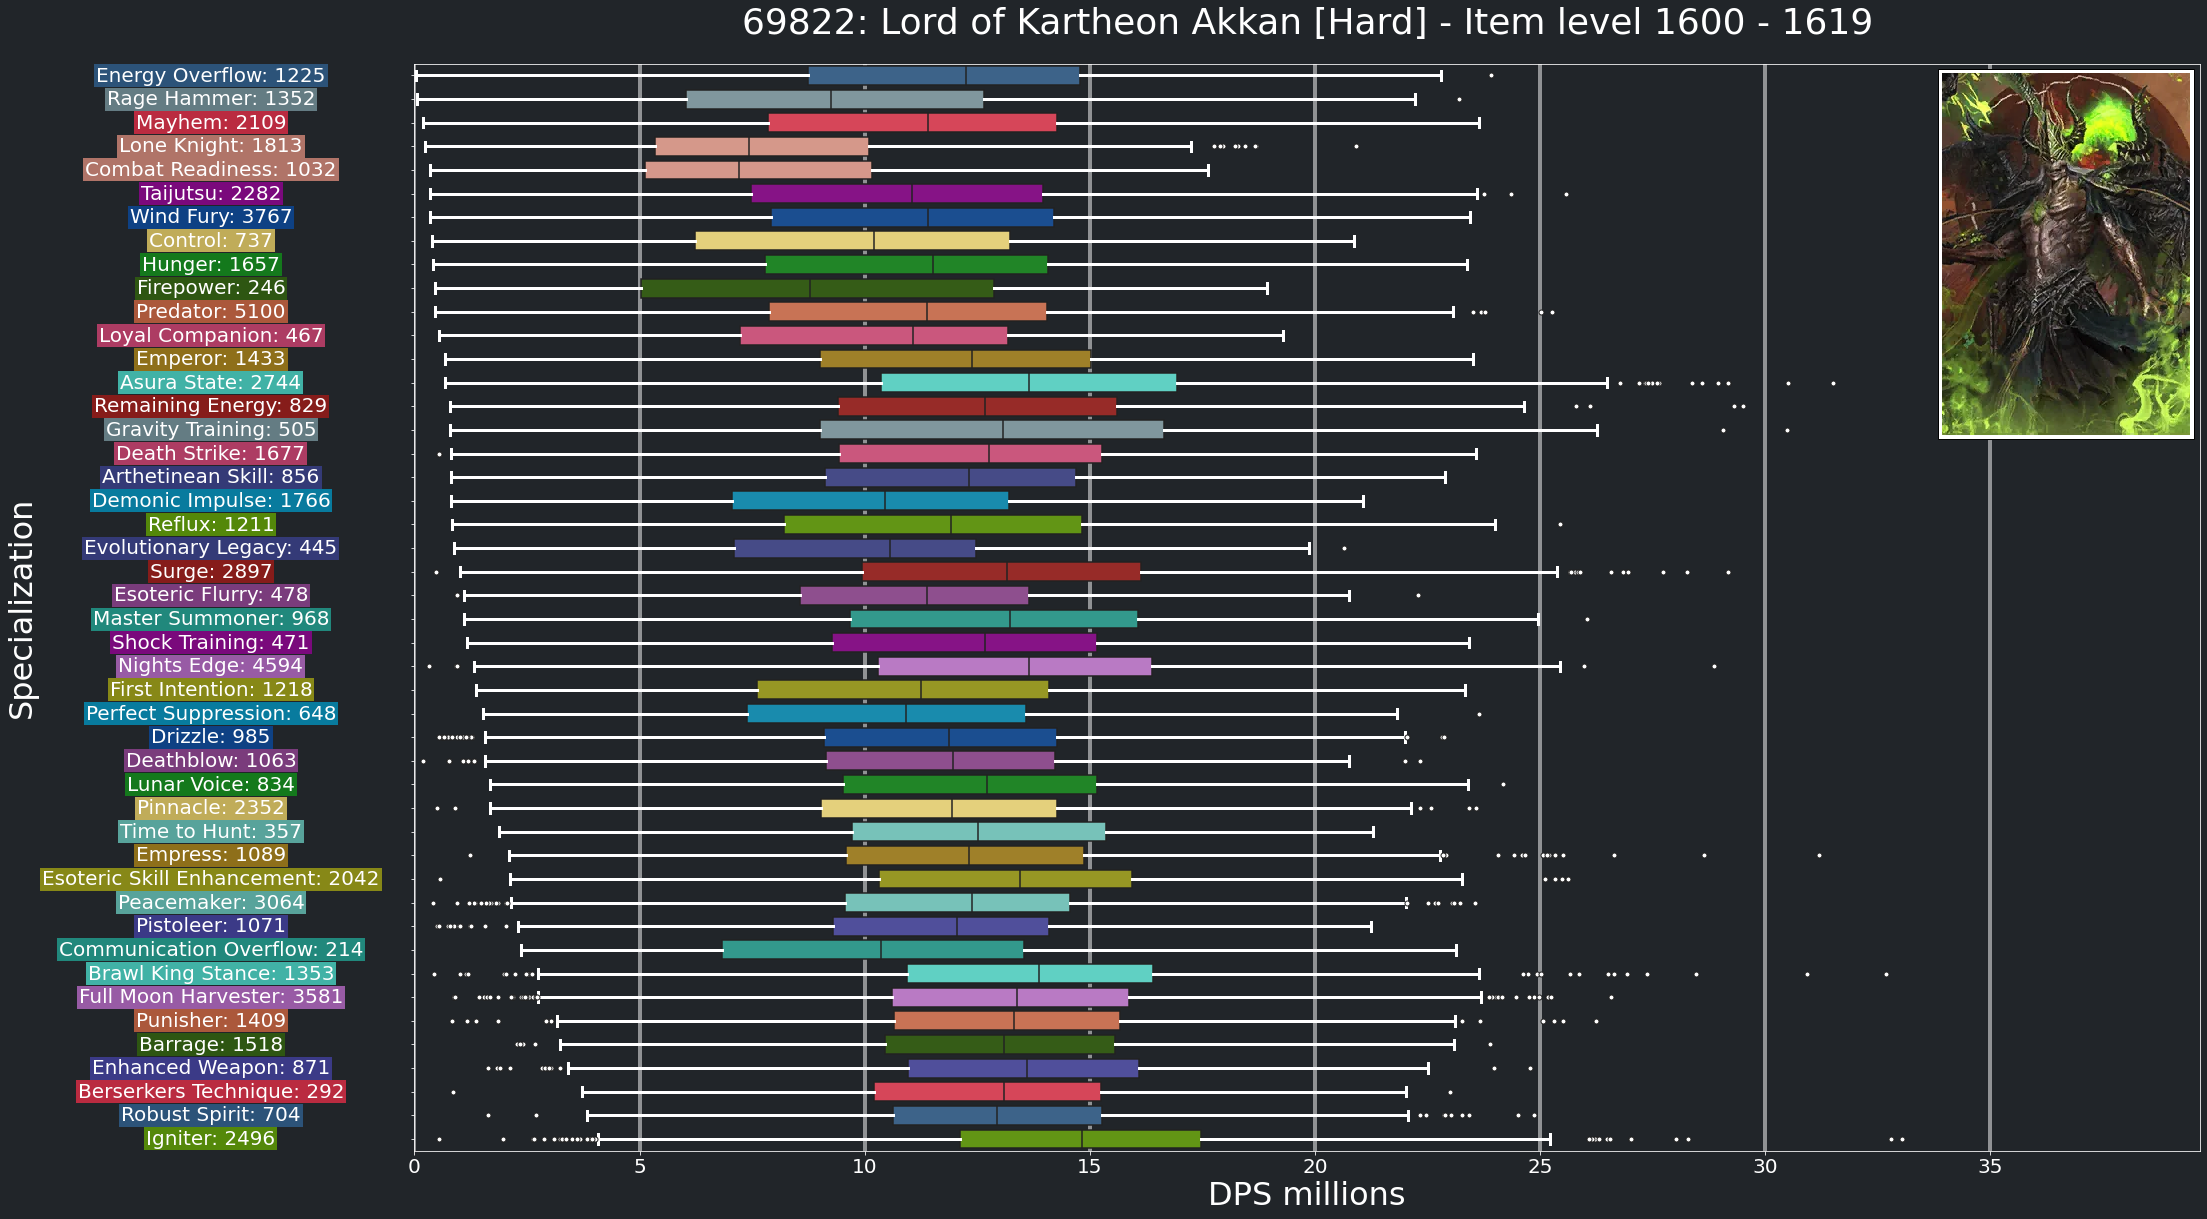 69822: Lord of Kartheon Akkan [Hard] - Item level 1600 - 1619
Specialization
Energy Overflow: 1225
Rage Hammer: 1352
Mayhem: 2109
Lone Knight: 1813
Combat Readiness: 1032
Taijutsu: 2282
Wind Fury: 3767
Control: 737
Hunger: 1657
Firepower: 246
Predator: 5100
Loyal Companion: 467
Emperor: 1433
Asura State: 2744
Remaining Energy: 829
Gravity Training: 505
Death Strike: 1677
Arthetinean Skill: 856
Demonic Impulse: 1766
Reflux: 1211
Evolutionary Legacy: 445
Surge: 2897
Esoteric Flurry: 478
Master Summoner: 968
Shock Training: 471
Nights Edge: 4594
First Intention: 1218
Perfect Suppression: 648
Drizzle: 985
Deathblow: 1063
Lunar Voice: 834
Pinnacle: 2352
Time to Hunt: 357
Empress: 1089
Esoteric Skill Enhancement: 2042
Peacemaker: 3064
Pistoleer: 1071
Communication Overflow: 214
Brawl King Stance: 1353
Full Moon Harvester: 3581
Punisher: 1409
Barrage: 1518
Enhanced Weapon: 871
Berserkers Technique: 292
Robust Spirit: 704
Igniter: 2496
0 5 10 15 20 25 30 35
DPS millions